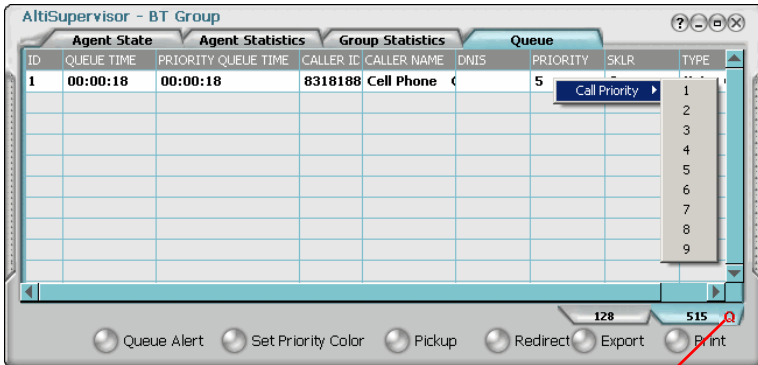 AltiSupervisor - BT Group
Agent State Agent Statistics Group Statistics Queue
ID QUEUE TIME PRIORITY QUEUE TIME CALLER ID CALLER NAME DNIS PRIORITY SKLR TYPE
1 00:00:18 00:00:18 8318188 Cell Phone 5
Call Priority
1
2
3
4
5
6
7
8
9
128 515 Q
Queue Alert Set Priority Color Pickup Redirect Export Print